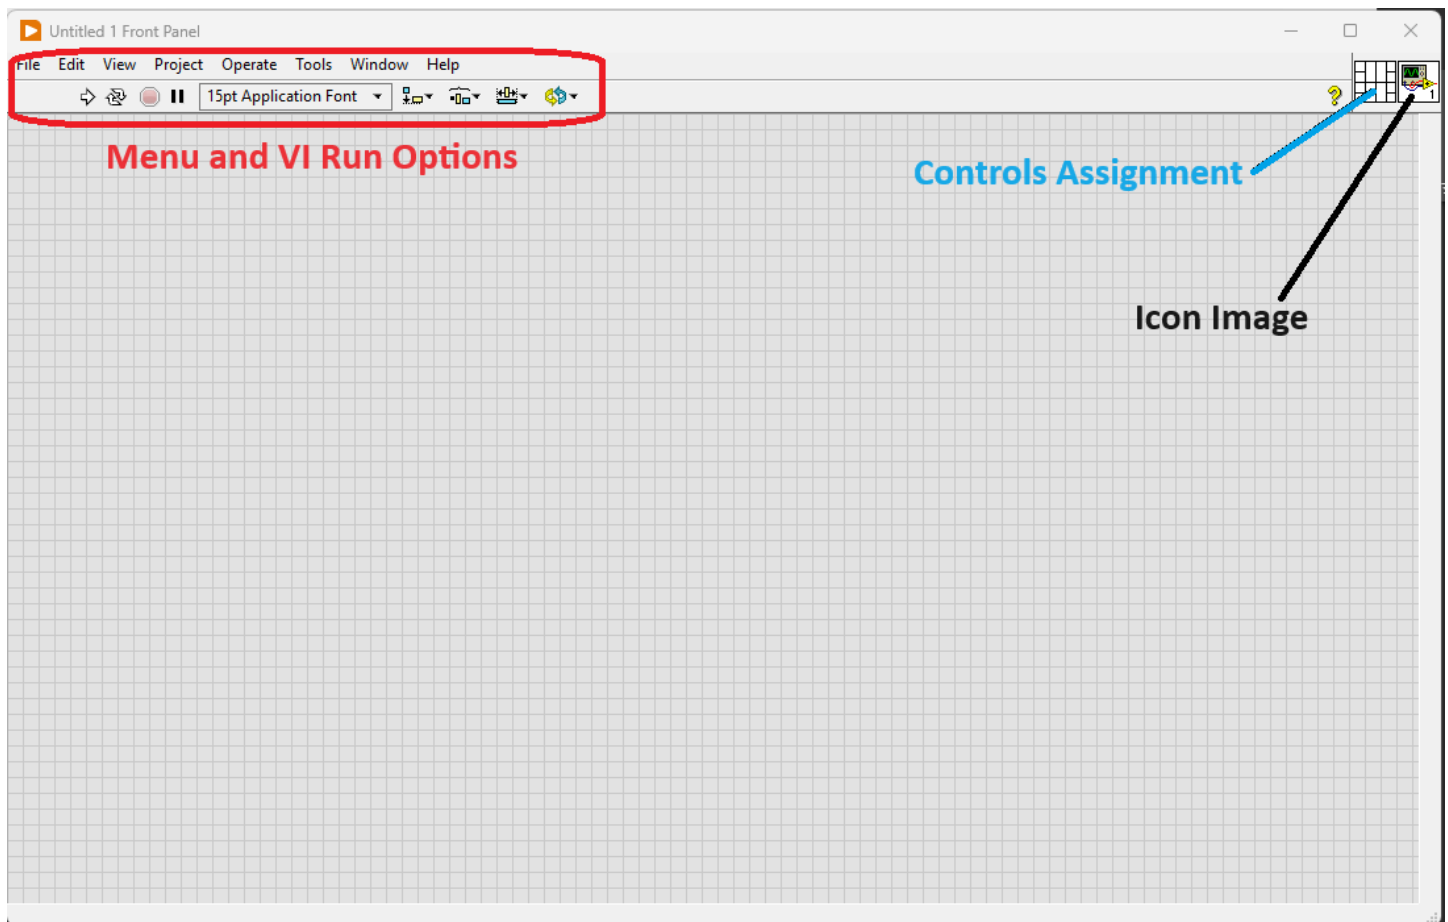 Untitled 1 Front Panel
File Edit View Project Operate Tools Window Help
15pt Application Font
?
1
Menu and VI Run Options
Controls Assignment
Icon Image